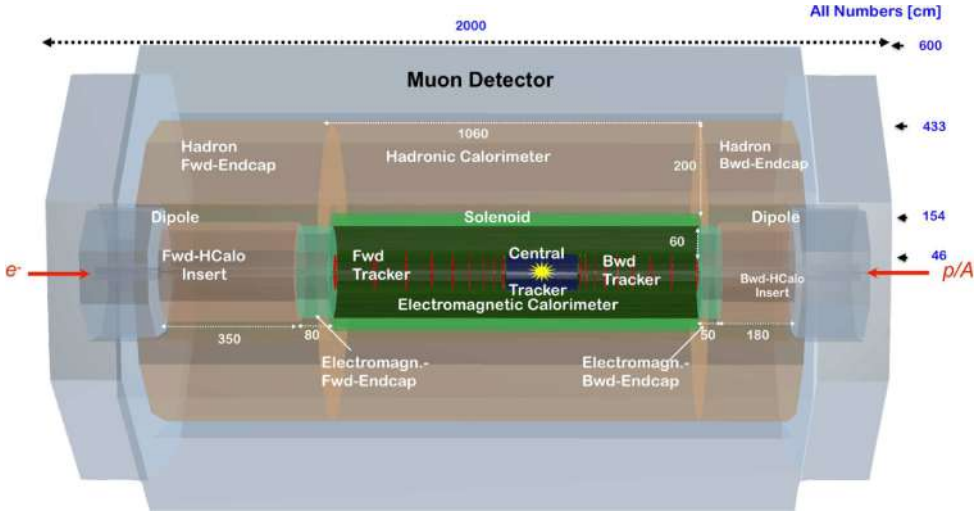 All Numbers [cm]
2000
600
Muon Detector
433
1060
Hadron
Fwd-Endcap
Hadronic Calorimeter
Hadron
Bwd-Endcap
200
Dipole
Solenoid
Dipole
154
60
46
e-
Fwd-HCalo
Insert
Fwd
Tracker
Central
Tracker
Bwd
Tracker
Bwd-HCalo
Insert
p/A
Electromagnetic Calorimeter
350
80
50
180
Electromagn.-
Fwd-Endcap
Electromagn.-
Bwd-Endcap